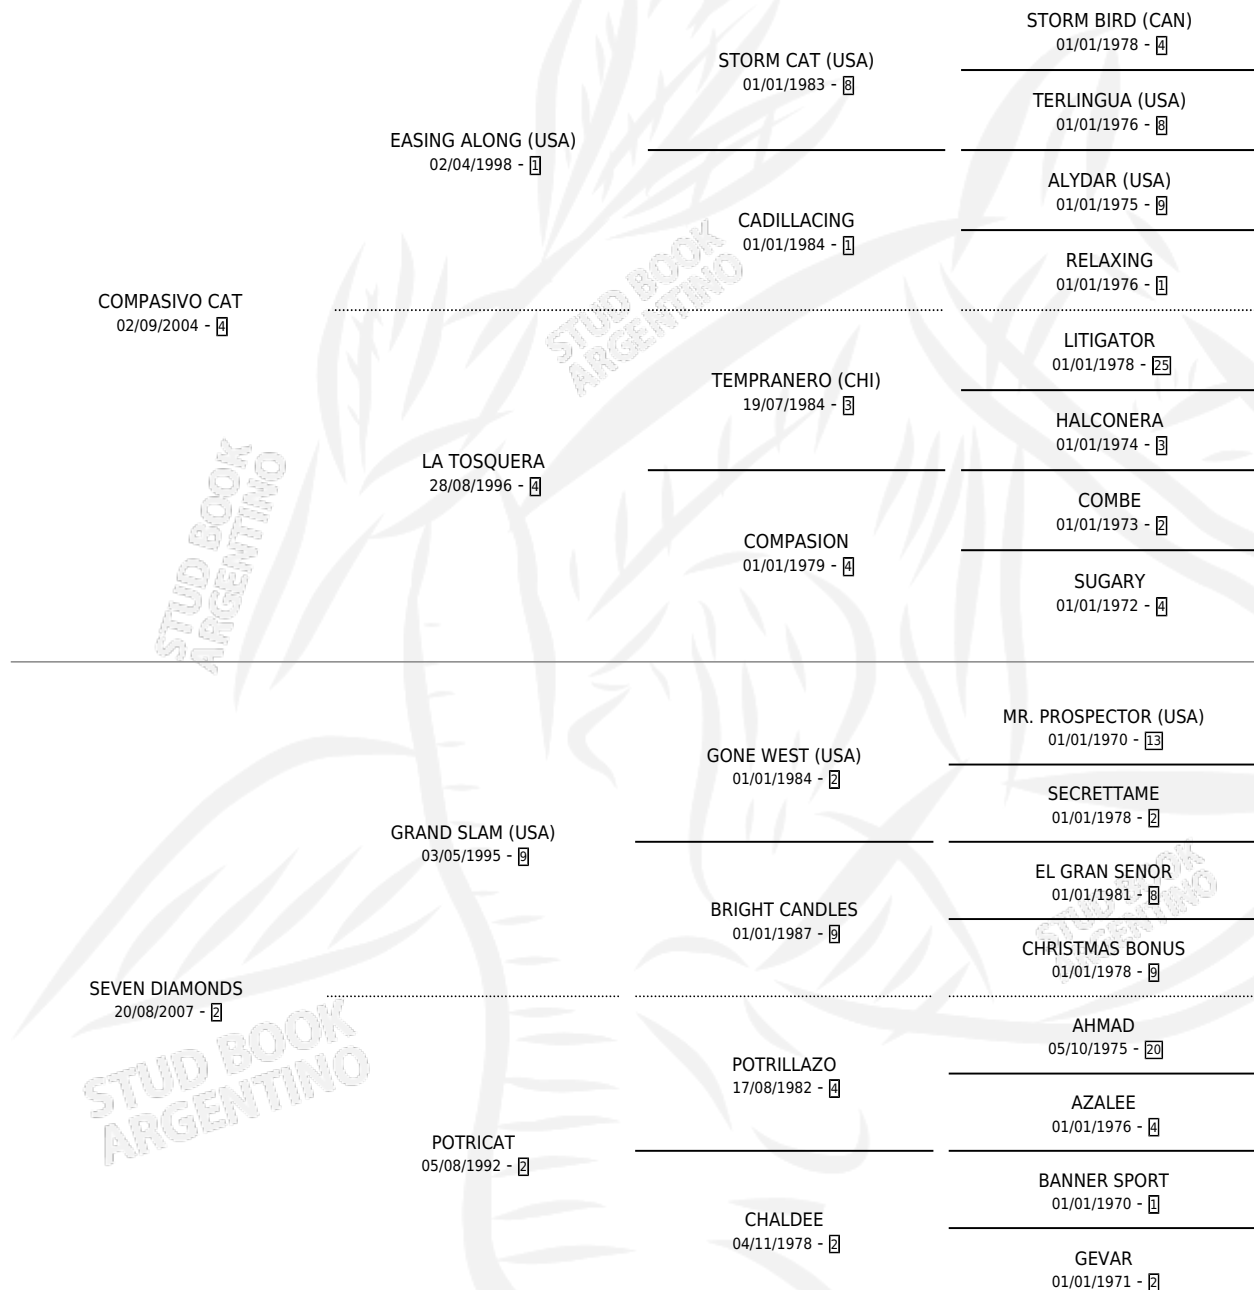 COMPASIVO CAT
02/09/2004 - 4
EASING ALONG (USA)
02/04/1998 - 1
STORM CAT (USA)
01/01/1983 - 8
STORM BIRD (CAN)
01/01/1978 - 4
TERLINGUA (USA)
01/01/1976 - 8
CADILLACING
01/01/1984 - 1
ALYDAR (USA)
01/01/1975 - 9
RELAXING
01/01/1976 - 1
LA TOSQUERA
28/08/1996 - 4
TEMPRANERO (CHI)
19/07/1984 - 3
LITIGATOR
01/01/1978 - 25
HALCONERA
01/01/1974 - 3
COMPASION
01/01/1979 - 4
COMBE
01/01/1973 - 2
SUGARY
01/01/1972 - 4
SEVEN DIAMONDS
20/08/2007 - 2
GRAND SLAM (USA)
03/05/1995 - 9
GONE WEST (USA)
01/01/1984 - 2
MR. PROSPECTOR (USA)
01/01/1970 - 13
SECRETTAME
01/01/1978 - 2
BRIGHT CANDLES
01/01/1987 - 9
EL GRAN SENOR
01/01/1981 - 8
CHRISTMAS BONUS
01/01/1978 - 9
POTRICAT
05/08/1992 - 2
POTRILLAZO
17/08/1982 - 4
AHMAD
05/10/1975 - 20
AZALEE
01/01/1976 - 4
CHALDEE
04/11/1978 - 2
BANNER SPORT
01/01/1970 - 1
GEVAR
01/01/1971 - 2
STUD BOOK
ARGENTINO
STUD BOOK
ARGENTINO
STUD BOOK
ARGENTINO
STUD BOOK
ARGENTINO